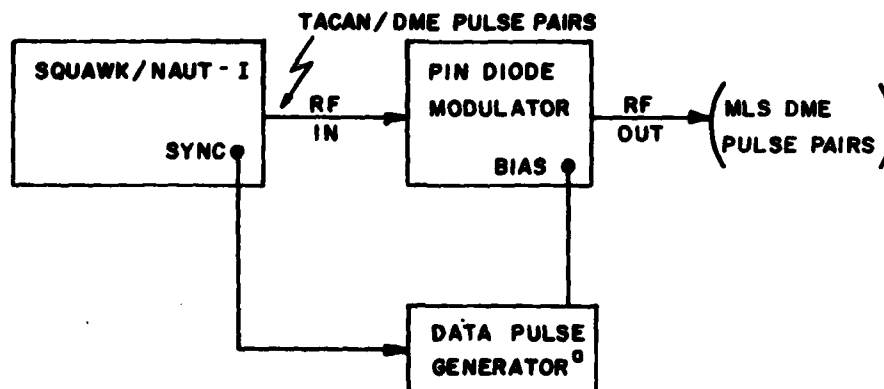 TACAN/DME PULSE PAIRS
SQUAWK/NAUT-I
SYNC
RF
IN
PIN DIODE
MODULATOR
BIAS
RF
OUT
(MLS DME
PULSE PAIRS)
DATA PULSE
GENERATORᵃ